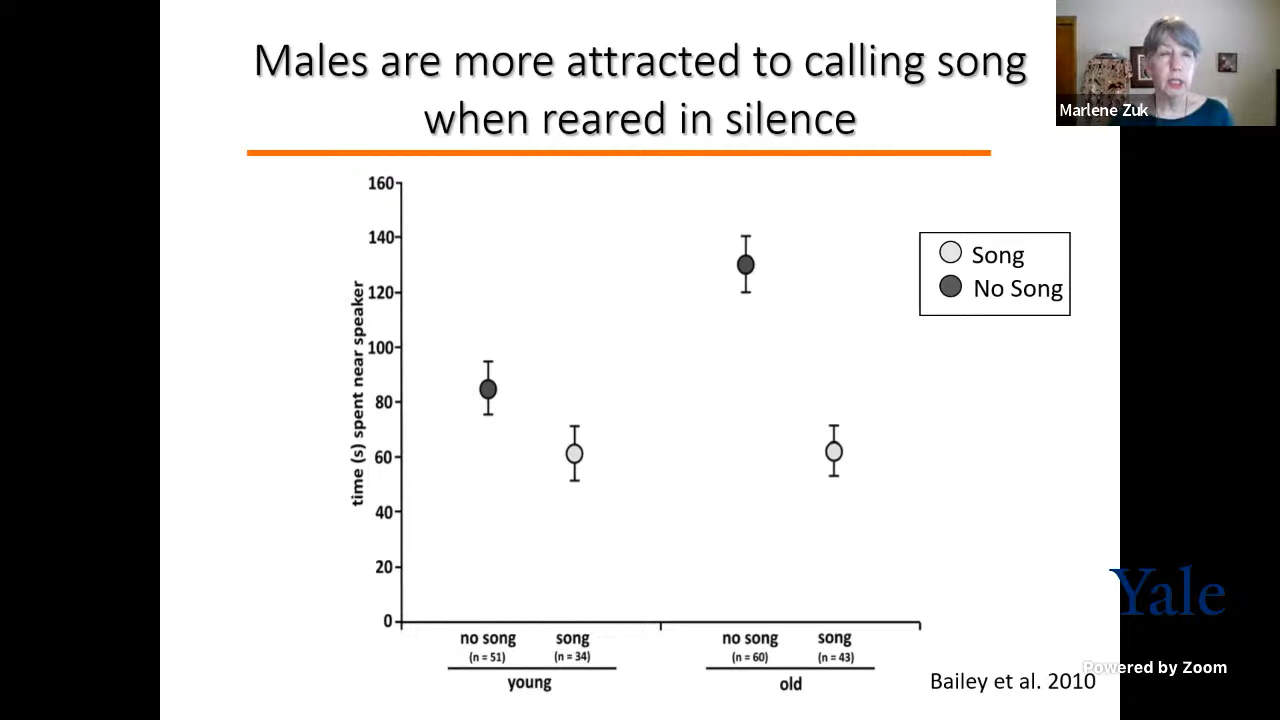 Males are more attracted to calling song
when reared in silence
Marlene Zuk
160
140
120
100
80
60
40
20
0
time (s) spent near speaker
Song
No Song
no song song no song song
(n = 51) (n = 34) (n = 60) (n = 43)
young old
Bailey et al. 2010
Yale
Powered by Zoom